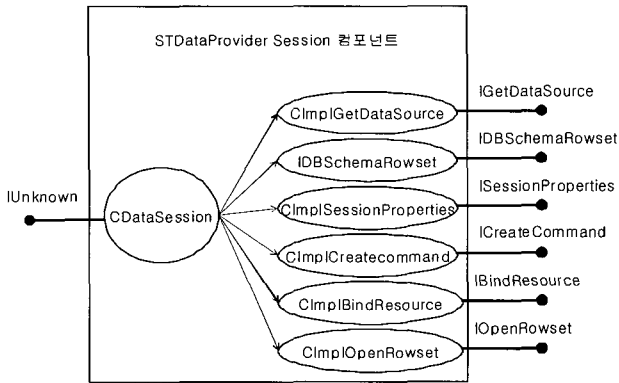 STDataProvider Session 컴포넌트
IGetDataSource
CImplGetDataSource
IDBSchemaRowset
IDBSchemaRowset
IUnknown
CDataSession
ISessionProperties
CImplSessionProperties
ICreateCommand
CImplCreatecommand
IBindResource
CImplBindResource
IOpenRowset
CImplOpenRowset